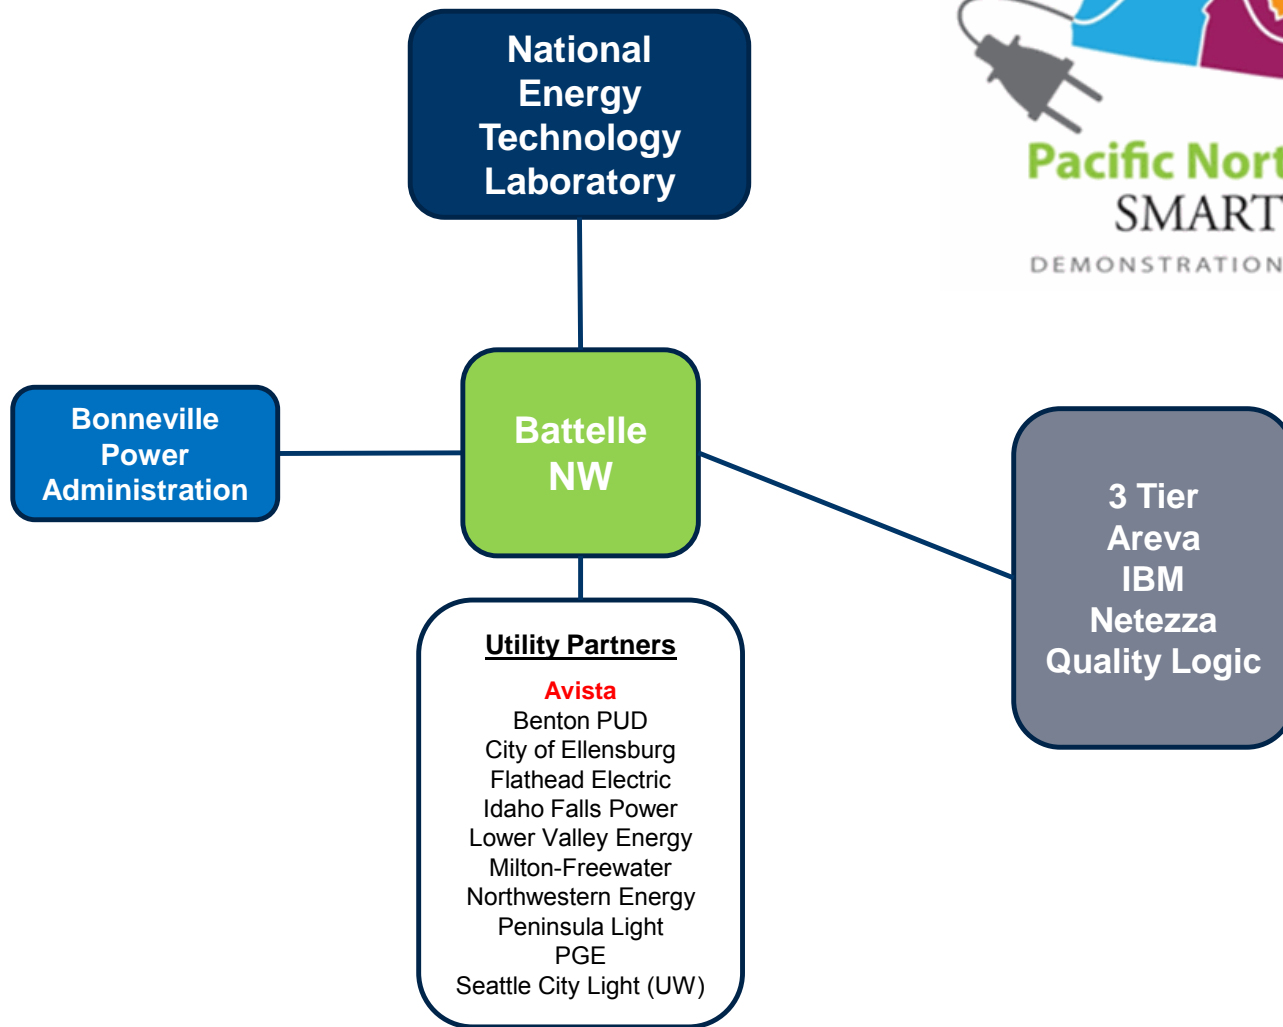 National
Energy
Technology
Laboratory
Pacific
SMART
DEMONSTRATION
Bonneville
Power
Administration
Battelle
NW
3 Tier
Areva
IBM
Netezza
Quality Logic
Utility Partners
Avista
Benton PUD
City of Ellensburg
Flathead Electric
Idaho Falls Power
Lower Valley Energy
Milton-Freewater
Northwestern Energy
Peninsula Light
PGE
Seattle City Light (UW)